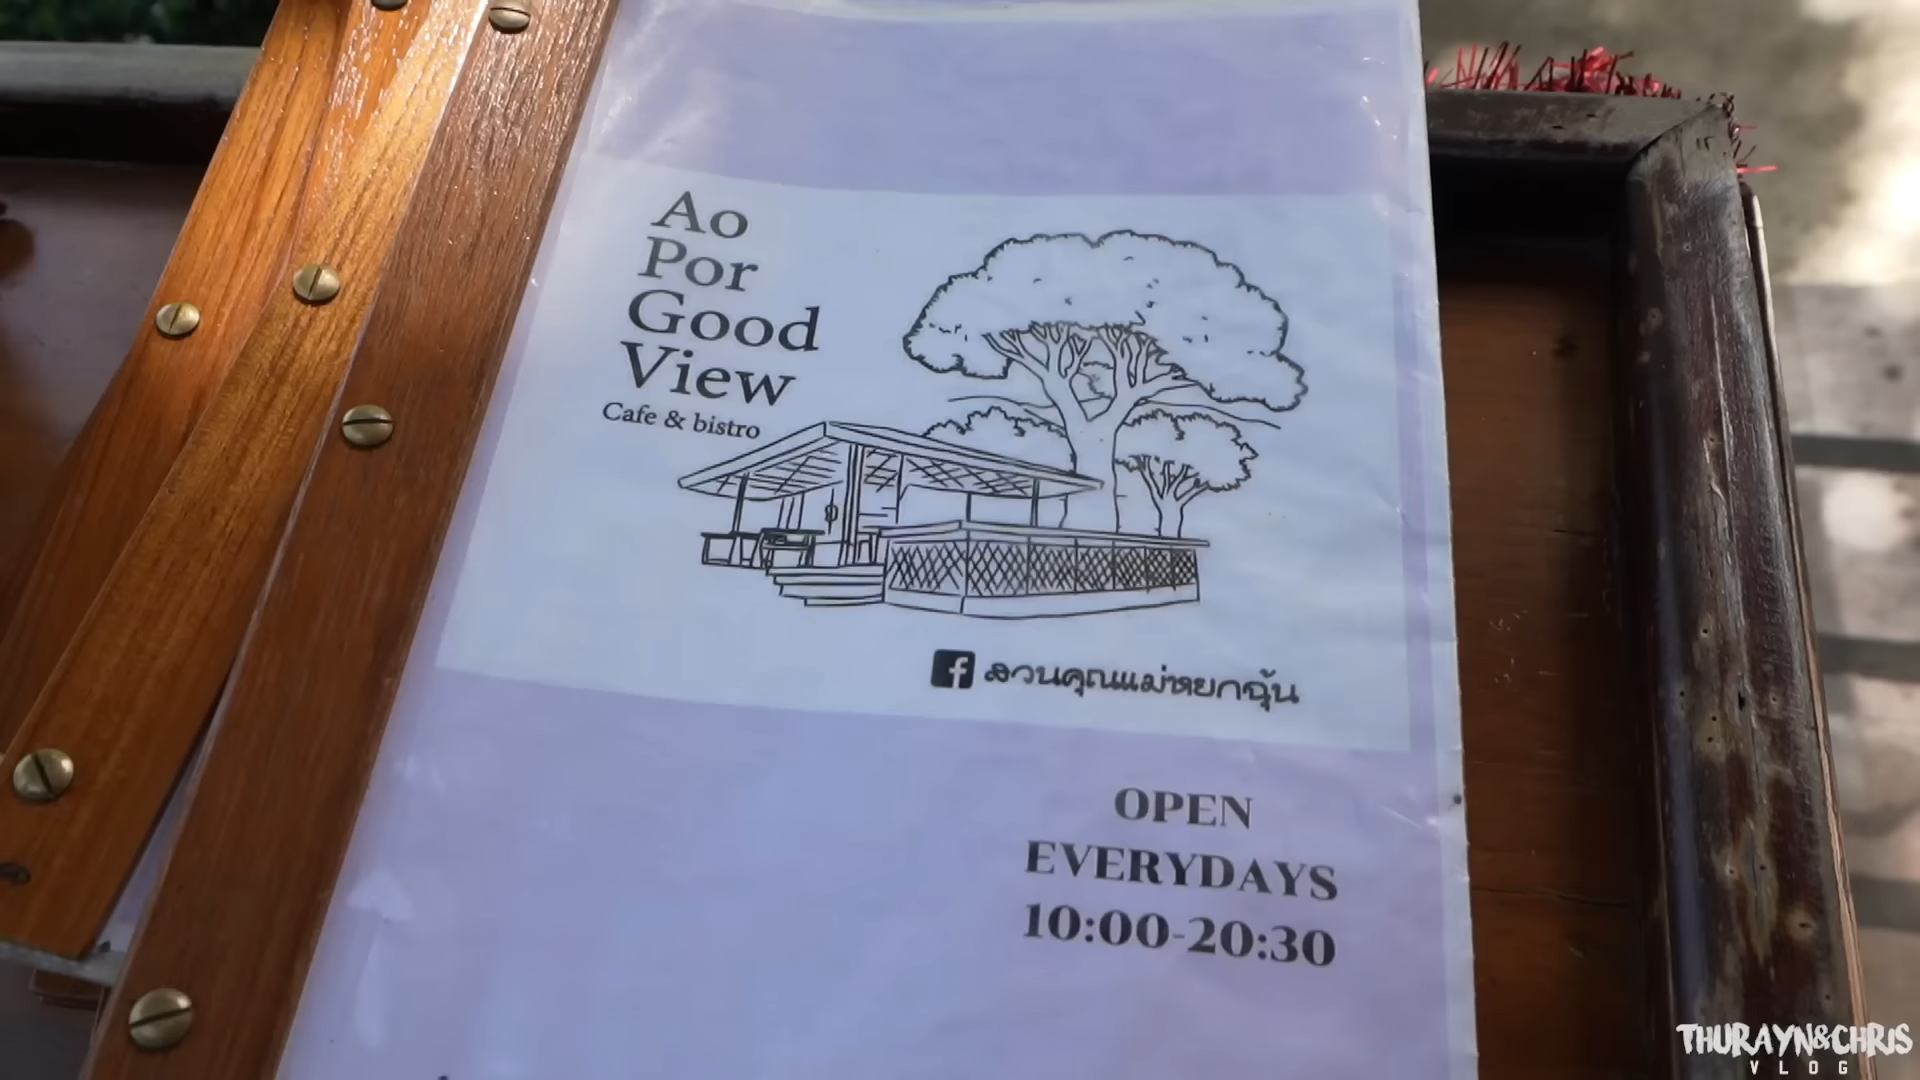 Ao
Por
Good
View
Cafe & bistro
สวนคุณแม่หยกฉุ้น
OPEN
EVERYDAYS
10:00-20:30
THURAYN&CHRIS
VLOG